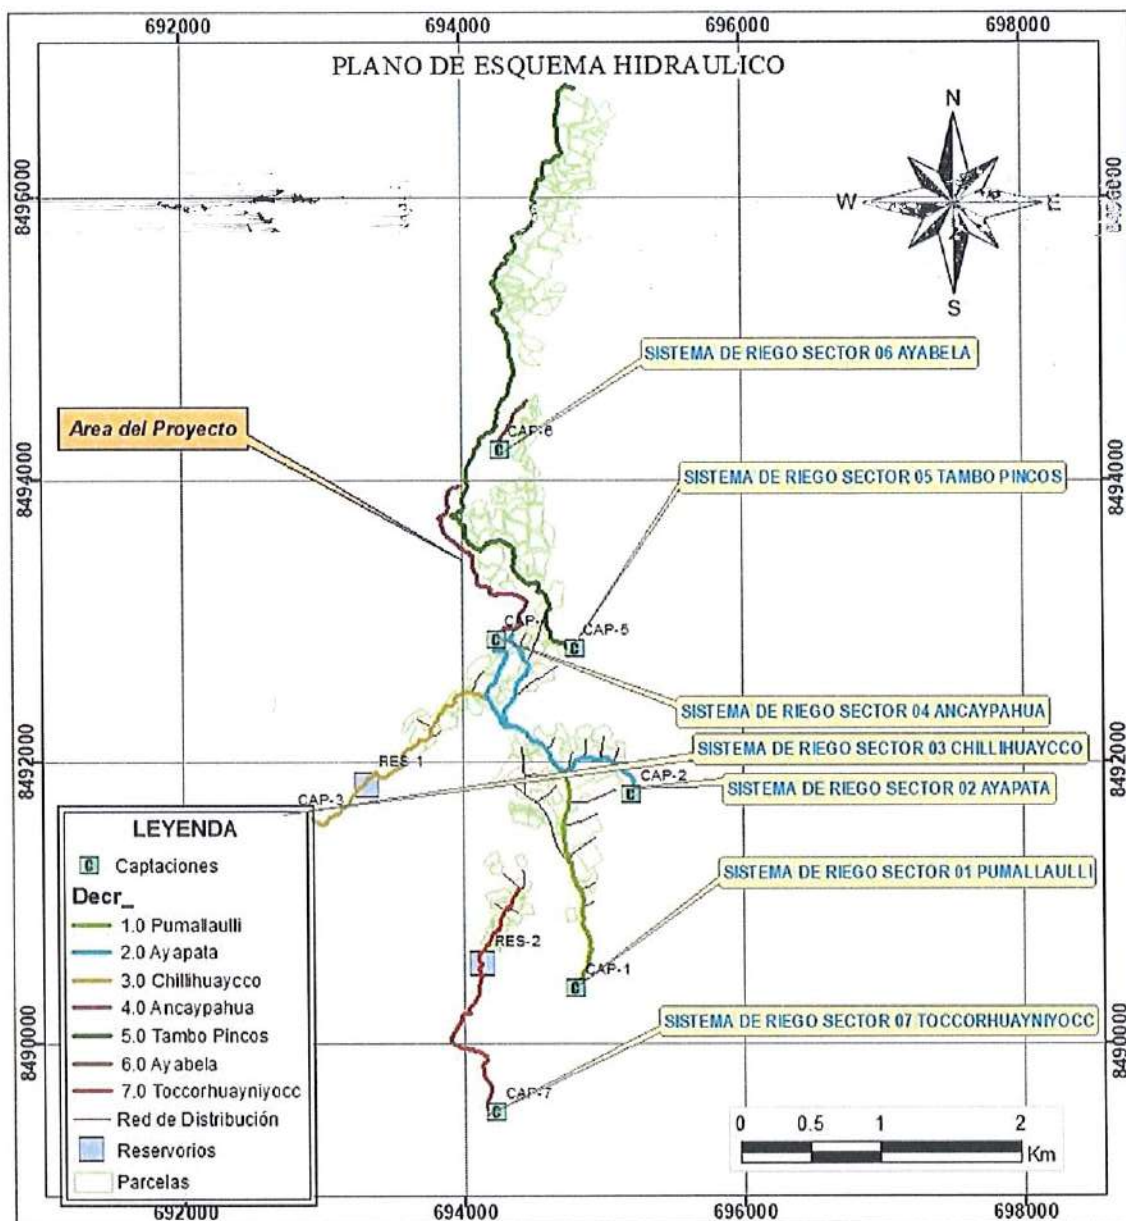 692000 694000 696000 698000
PLANO DE ESQUEMA HIDRAULICO
N
8496000 W E 8496000
S
SISTEMA DE RIEGO SECTOR 06 AYABELA
Area del Proyecto
CAP-6
8494000 SISTEMA DE RIEGO SECTOR 05 TAMBO PINCOS 8494000
CAP-
CAP-5
SISTEMA DE RIEGO SECTOR 04 ANCAYPAHUA
SISTEMA DE RIEGO SECTOR 03 CHILLIHUAYCCO
8492000 RES-1 CAP-2 8492000
SISTEMA DE RIEGO SECTOR 02 AYAPATA
CAP-3
SISTEMA DE RIEGO SECTOR 01 PUMALLAULLI
RES-2
CAP-1
SISTEMA DE RIEGO SECTOR 07 TOCCORHUAYNIYOCC
8490000 8490000
CAP-7
LEYENDA
C Captaciones
Decr_
1.0 Pumallaulli
2.0 Ayapata
3.0 Chillihuaycco
4.0 Ancaypahua
5.0 Tambo Pincos
6.0 Ayabela
7.0 Toccorhuayniyocc
Red de Distribución
Reservorios
Parcelas
0 0.5 1 2
Km
692000 694000 696000 698000